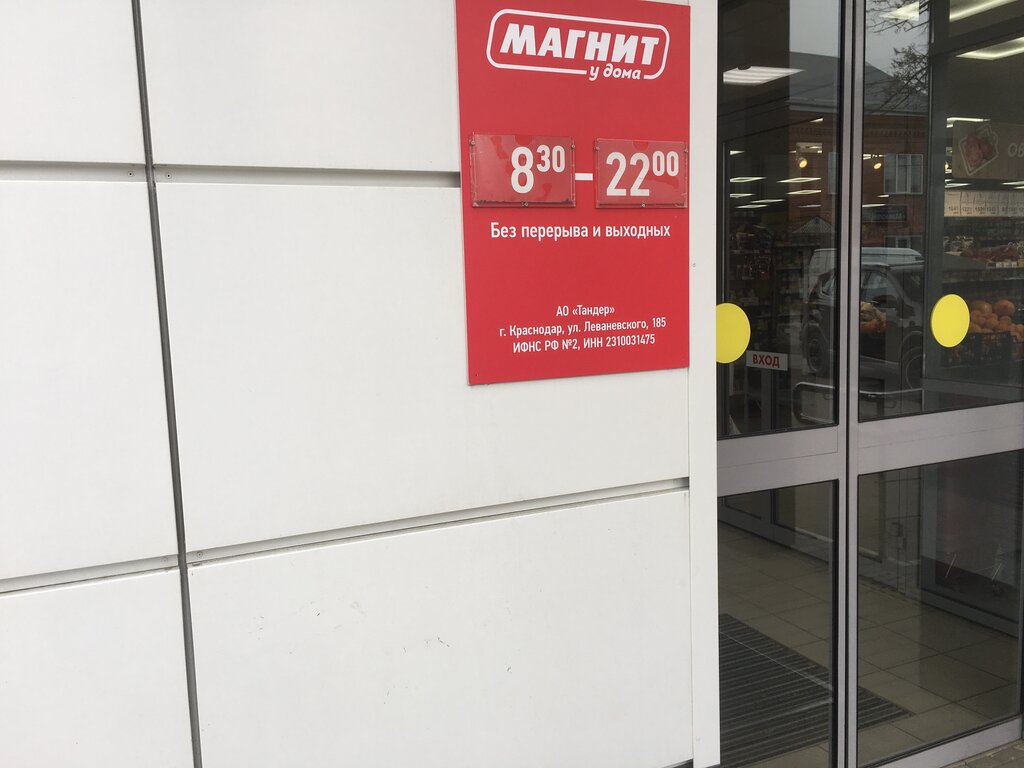 МАГНИТ
у дома
8³⁰ – 22⁰⁰
Без перерыва и выходных
АО «Тандер»
г. Краснодар, ул. Леваневского, 185
ИФНС РФ №2, ИНН 2310031475
ВХОД